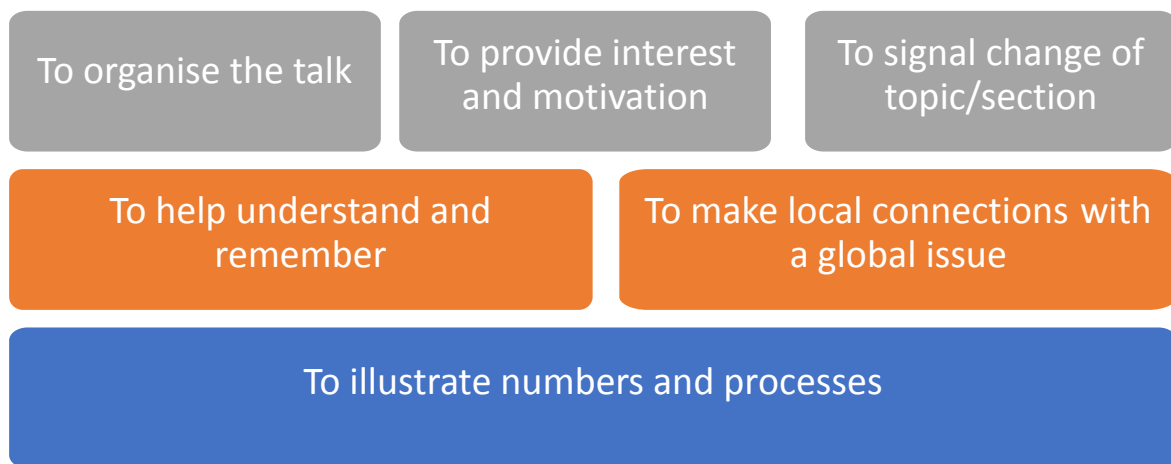 To organise the talk
To provide interest
and motivation
To signal change of
topic/section
To help understand and
remember
To make local connections with
a global issue
To illustrate numbers and processes